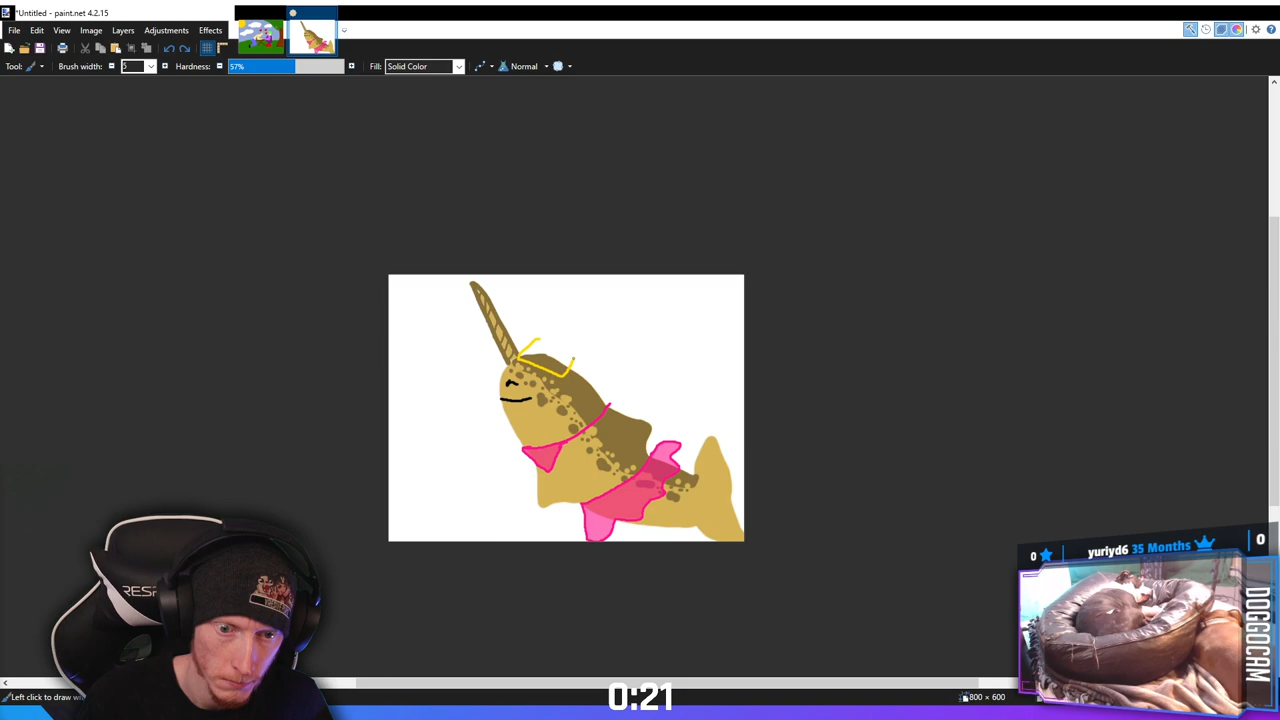 *Untitled - paint.net 4.2.15
File Edit View Image Layers Adjustments Effects
Tool: Brush width: 5 Hardness: 57% Fill: Solid Color Normal
Left click to draw
0:21
800 × 600
0 yuriyd6 35 Months 0
DOGGOCAM